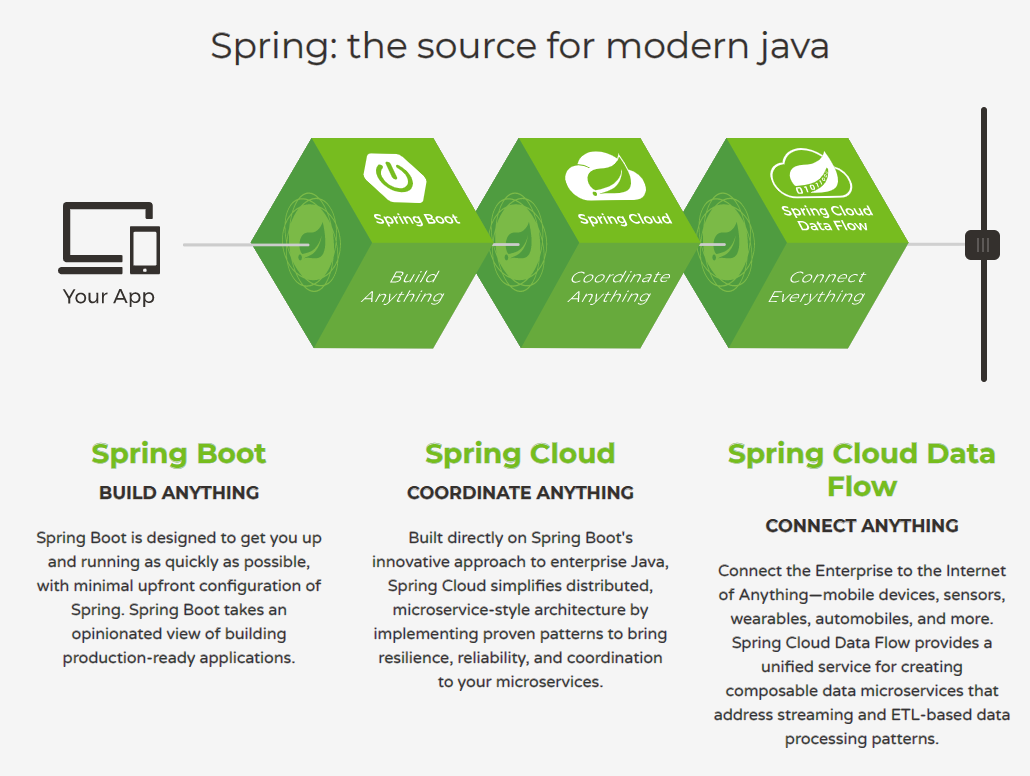 Spring: the source for modern java
Spring Boot
Spring Cloud
Spring Cloud
Data Flow
Build
Anything
Coordinate
Anything
Connect
Everything
Your App
Spring Boot
BUILD ANYTHING
Spring Boot is designed to get you up
and running as quickly as possible,
with minimal upfront configuration of
Spring. Spring Boot takes an
opinionated view of building
production-ready applications.
Spring Cloud
COORDINATE ANYTHING
Built directly on Spring Boot's
innovative approach to enterprise Java,
Spring Cloud simplifies distributed,
microservice-style architecture by
implementing proven patterns to bring
resilience, reliability, and coordination
to your microservices.
Spring Cloud Data
Flow
CONNECT ANYTHING
Connect the Enterprise to the Internet
of Anything—mobile devices, sensors,
wearables, automobiles, and more.
Spring Cloud Data Flow provides a
unified service for creating
composable data microservices that
address streaming and ETL-based data
processing patterns.